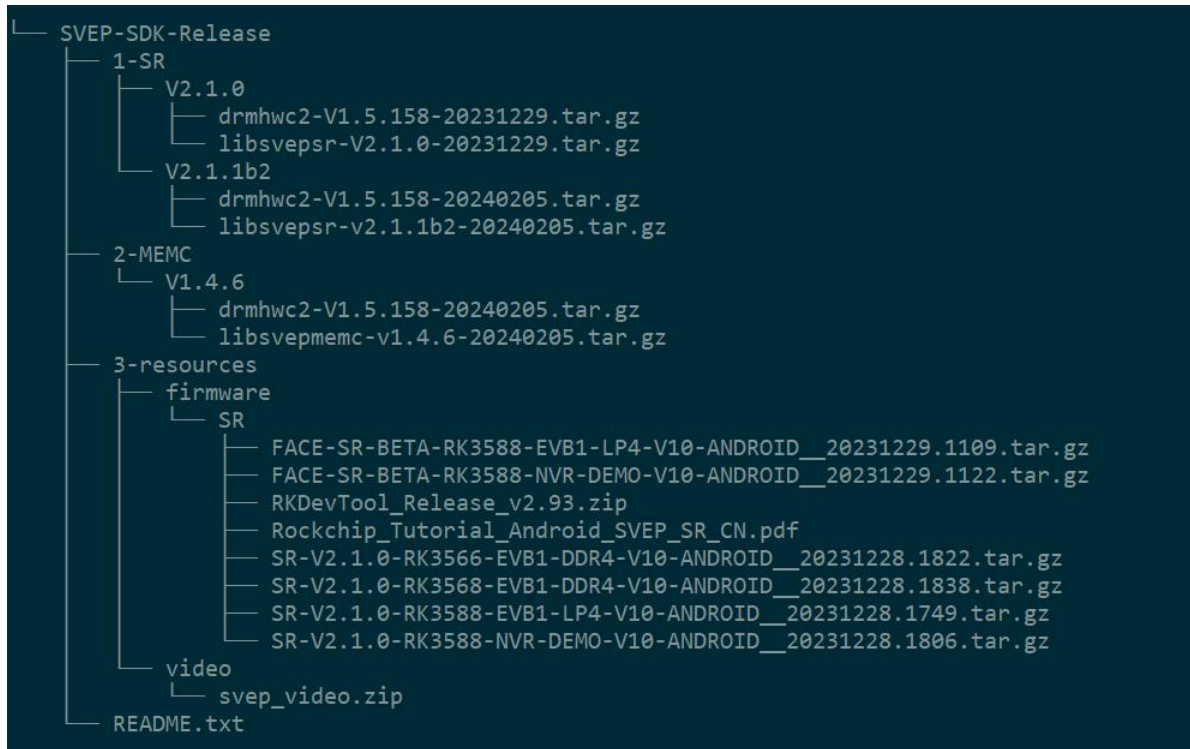 └── SVEP-SDK-Release
    ├── 1-SR
    │   ├── V2.1.0
    │   │   ├── drmhwc2-V1.5.158-20231229.tar.gz
    │   │   └── libsvepsr-V2.1.0-20231229.tar.gz
    │   └── V2.1.1b2
    │       ├── drmhwc2-V1.5.158-20240205.tar.gz
    │       └── libsvepsr-v2.1.1b2-20240205.tar.gz
    ├── 2-MEMC
    │   └── V1.4.6
    │       ├── drmhwc2-V1.5.158-20240205.tar.gz
    │       └── libsvepmemc-v1.4.6-20240205.tar.gz
    ├── 3-resources
    │   ├── firmware
    │   │   └── SR
    │   │       ├── FACE-SR-BETA-RK3588-EVB1-LP4-V10-ANDROID__20231229.1109.tar.gz
    │   │       ├── FACE-SR-BETA-RK3588-NVR-DEMO-V10-ANDROID__20231229.1122.tar.gz
    │   │       ├── RKDevTool_Release_v2.93.zip
    │   │       ├── Rockchip_Tutorial_Android_SVEP_SR_CN.pdf
    │   │       ├── SR-V2.1.0-RK3566-EVB1-DDR4-V10-ANDROID__20231228.1822.tar.gz
    │   │       ├── SR-V2.1.0-RK3568-EVB1-DDR4-V10-ANDROID__20231228.1838.tar.gz
    │   │       ├── SR-V2.1.0-RK3588-EVB1-LP4-V10-ANDROID__20231228.1749.tar.gz
    │   │       └── SR-V2.1.0-RK3588-NVR-DEMO-V10-ANDROID__20231228.1806.tar.gz
    │   └── video
    │       └── svep_video.zip
    └── README.txt